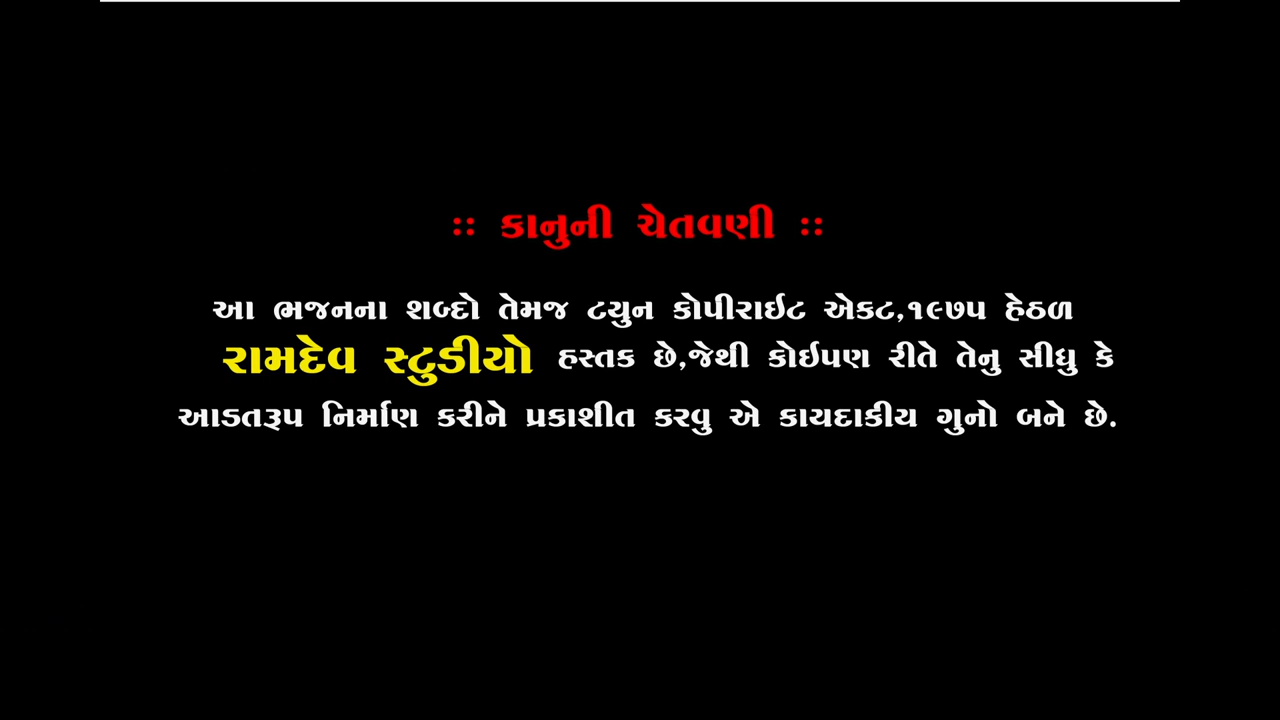 :: કાનુની ચેતવણી ::
આ ભજનના શબ્દો તેમજ ટયુન કોપીરાઈટ એકટ,૧૯૭૫ હેઠળ
રામદેવ સ્ટુડીયો હસ્તક છે,જેથી કોઈપણ રીતે તેનુ સીધુ કે
આડતરૂપ નિર્માણ કરીને પ્રકાશીત કરવુ એ કાયદાકીય ગુનો બને છે.